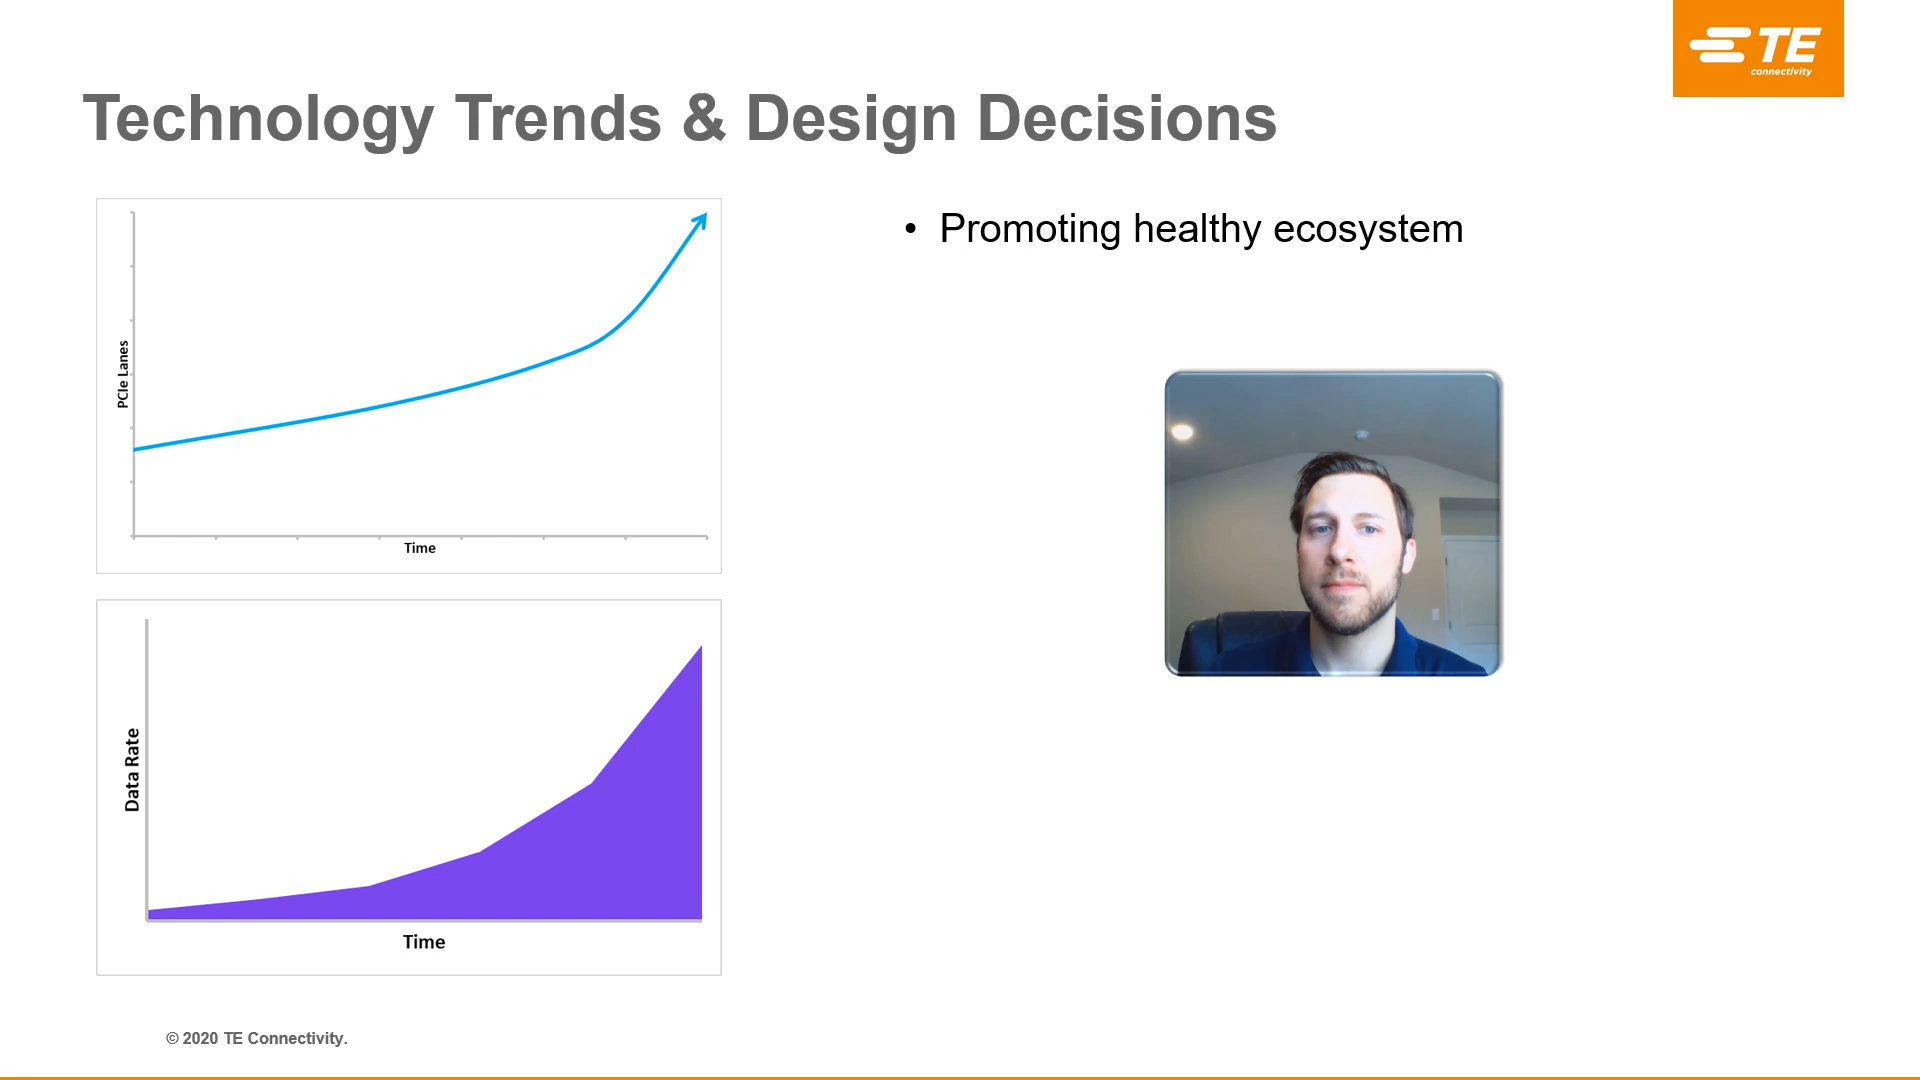 TE
connectivity
Technology Trends & Design Decisions
PCIe Lanes
Time
Data Rate
Time
• Promoting healthy ecosystem
© 2020 TE Connectivity.